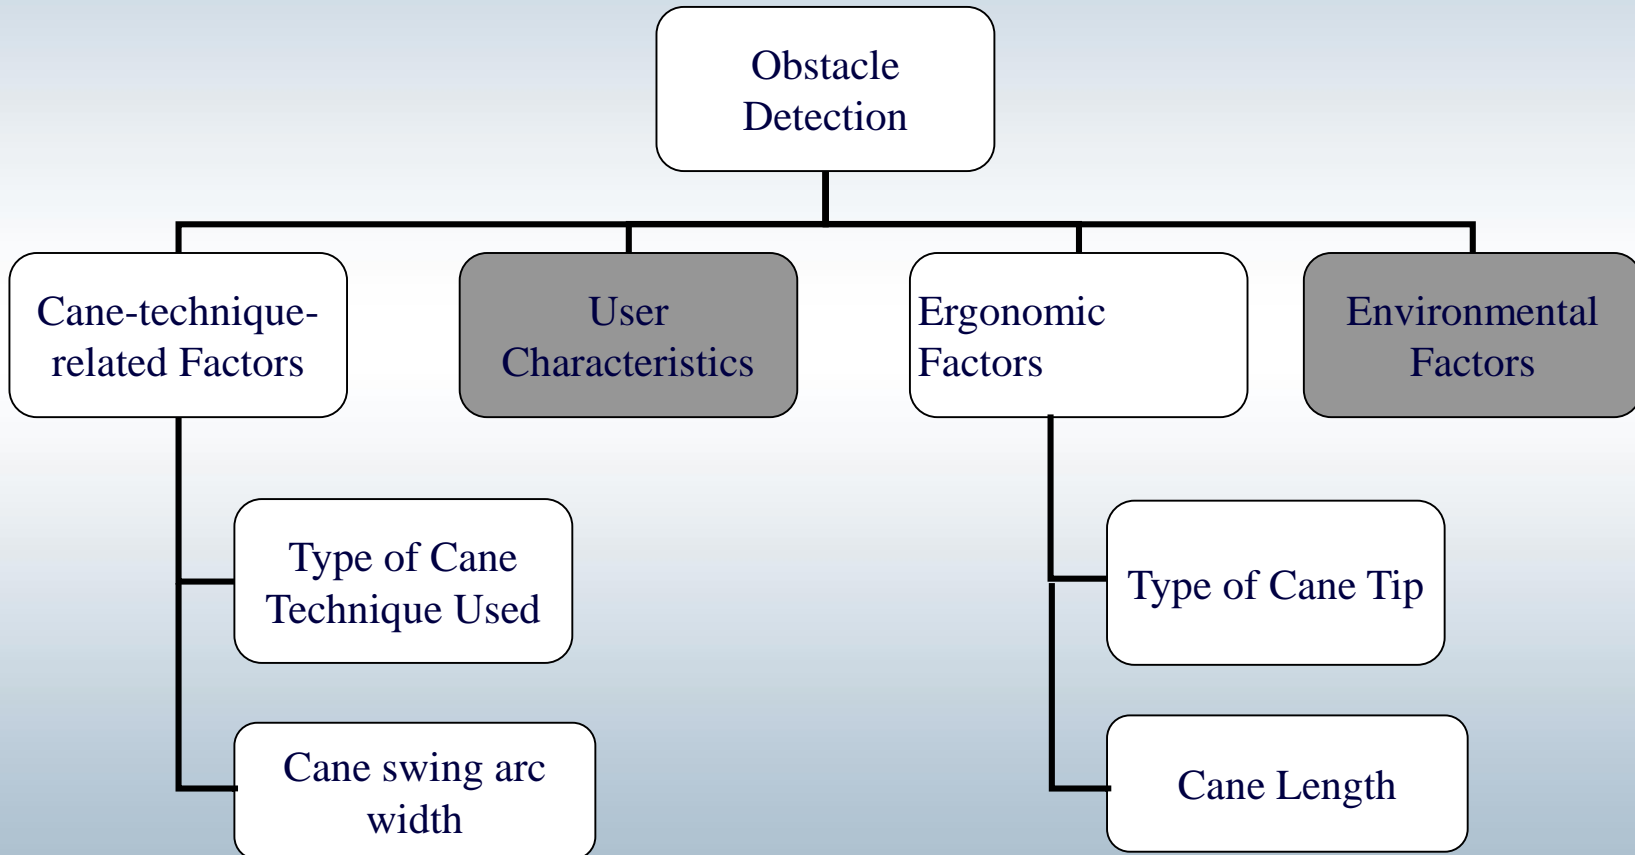 Obstacle
Detection
Cane-technique-
related Factors
User
Characteristics
Ergonomic
Factors
Environmental
Factors
Type of Cane
Technique Used
Type of Cane Tip
Cane swing arc
width
Cane Length